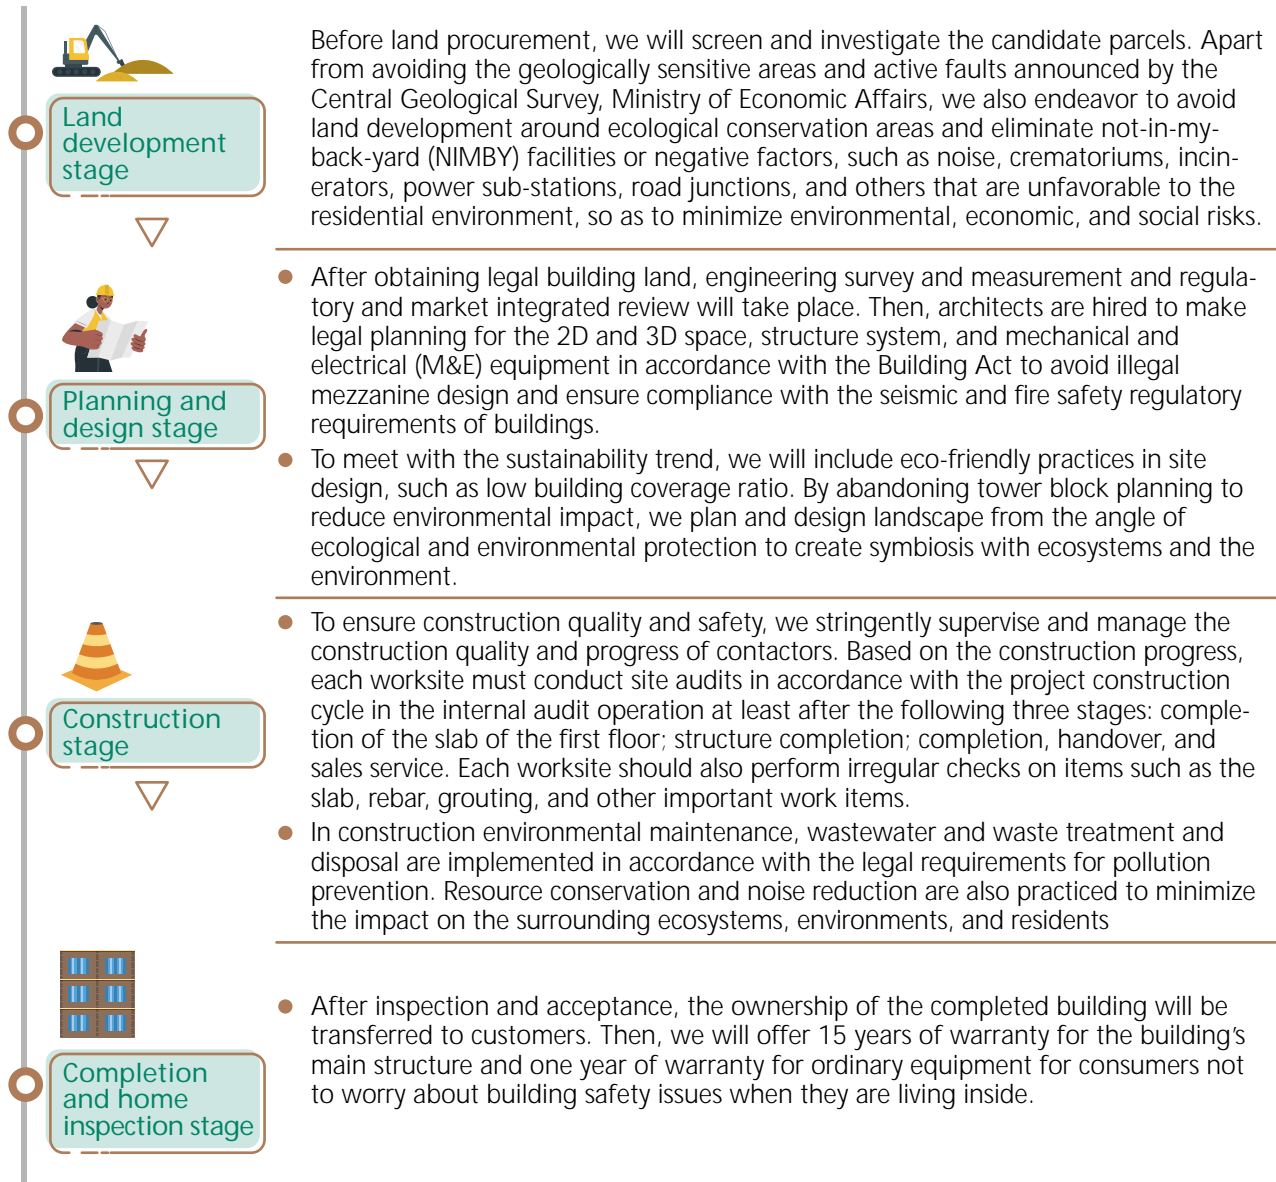 Land
development
stage
Before land procurement, we will screen and investigate the candidate parcels. Apart
from avoiding the geologically sensitive areas and active faults announced by the
Central Geological Survey, Ministry of Economic Affairs, we also endeavor to avoid
land development around ecological conservation areas and eliminate not-in-my-
back-yard (NIMBY) facilities or negative factors, such as noise, crematoriums, incin-
erators, power sub-stations, road junctions, and others that are unfavorable to the
residential environment, so as to minimize environmental, economic, and social risks.
Planning and
design stage
● After obtaining legal building land, engineering survey and measurement and regula-
tory and market integrated review will take place. Then, architects are hired to make
legal planning for the 2D and 3D space, structure system, and mechanical and
electrical (M&E) equipment in accordance with the Building Act to avoid illegal
mezzanine design and ensure compliance with the seismic and fire safety regulatory
requirements of buildings.
● To meet with the sustainability trend, we will include eco-friendly practices in site
design, such as low building coverage ratio. By abandoning tower block planning to
reduce environmental impact, we plan and design landscape from the angle of
ecological and environmental protection to create symbiosis with ecosystems and the
environment.
Construction
stage
● To ensure construction quality and safety, we stringently supervise and manage the
construction quality and progress of contactors. Based on the construction progress,
each worksite must conduct site audits in accordance with the project construction
cycle in the internal audit operation at least after the following three stages: comple-
tion of the slab of the first floor; structure completion; completion, handover, and
sales service. Each worksite should also perform irregular checks on items such as the
slab, rebar, grouting, and other important work items.
● In construction environmental maintenance, wastewater and waste treatment and
disposal are implemented in accordance with the legal requirements for pollution
prevention. Resource conservation and noise reduction are also practiced to minimize
the impact on the surrounding ecosystems, environments, and residents
Completion
and home
inspection stage
● After inspection and acceptance, the ownership of the completed building will be
transferred to customers. Then, we will offer 15 years of warranty for the building's
main structure and one year of warranty for ordinary equipment for consumers not
to worry about building safety issues when they are living inside.